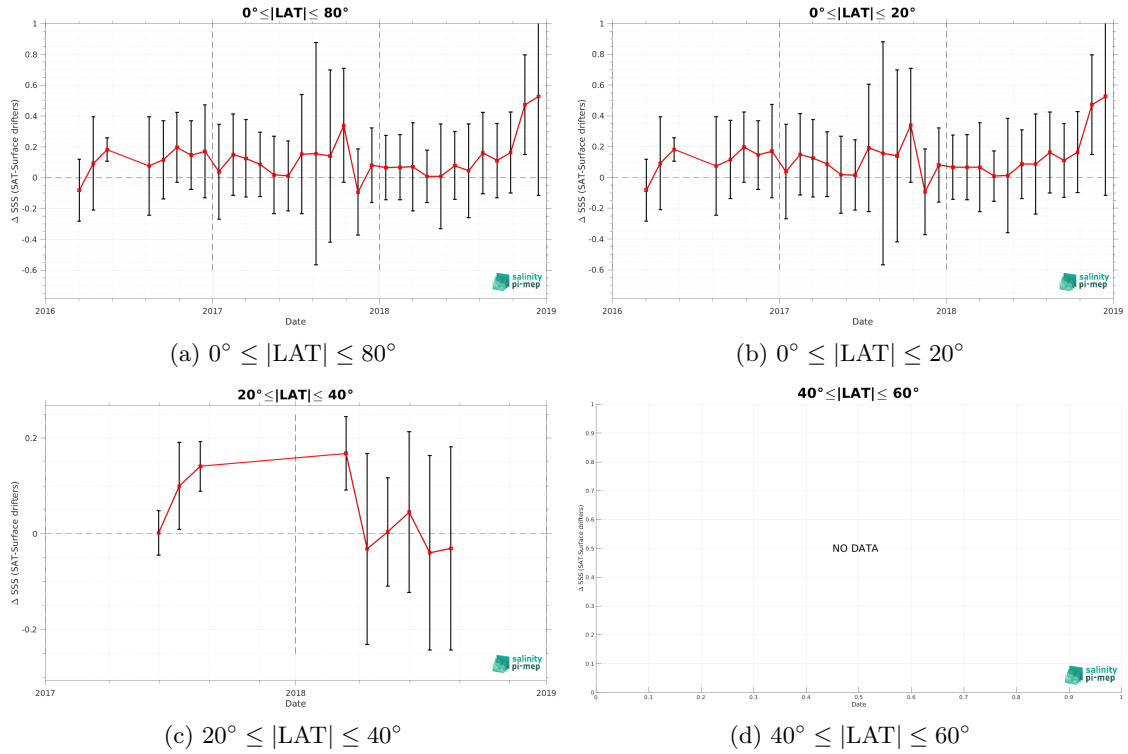 0°≤|LAT|≤ 80°
1
0.8
0.6
0.4
0.2
0
-0.2
-0.4
-0.6
Δ SSS (SAT-Surface drifters)
2016
2017
2018
2019
Date
salinity
pi-mep
(a) 0° ≤ |LAT| ≤ 80°
0°≤|LAT|≤ 20°
1
0.8
0.6
0.4
0.2
0
-0.2
-0.4
-0.6
Δ SSS (SAT-Surface drifters)
2016
2017
2018
2019
Date
salinity
pi-mep
(b) 0° ≤ |LAT| ≤ 20°
20°≤|LAT|≤ 40°
0.2
0
-0.2
Δ SSS (SAT-Surface drifters)
2017
2018
2019
Date
salinity
pi-mep
(c) 20° ≤ |LAT| ≤ 40°
40°≤|LAT|≤ 60°
1
0.9
0.8
0.7
0.6
0.5
0.4
0.3
0.2
0.1
0
Δ SSS (SAT-Surface drifters)
NO DATA
0
0.1
0.2
0.3
0.4
0.5
0.6
0.7
0.8
0.9
1
Date
salinity
pi-mep
(d) 40° ≤ |LAT| ≤ 60°